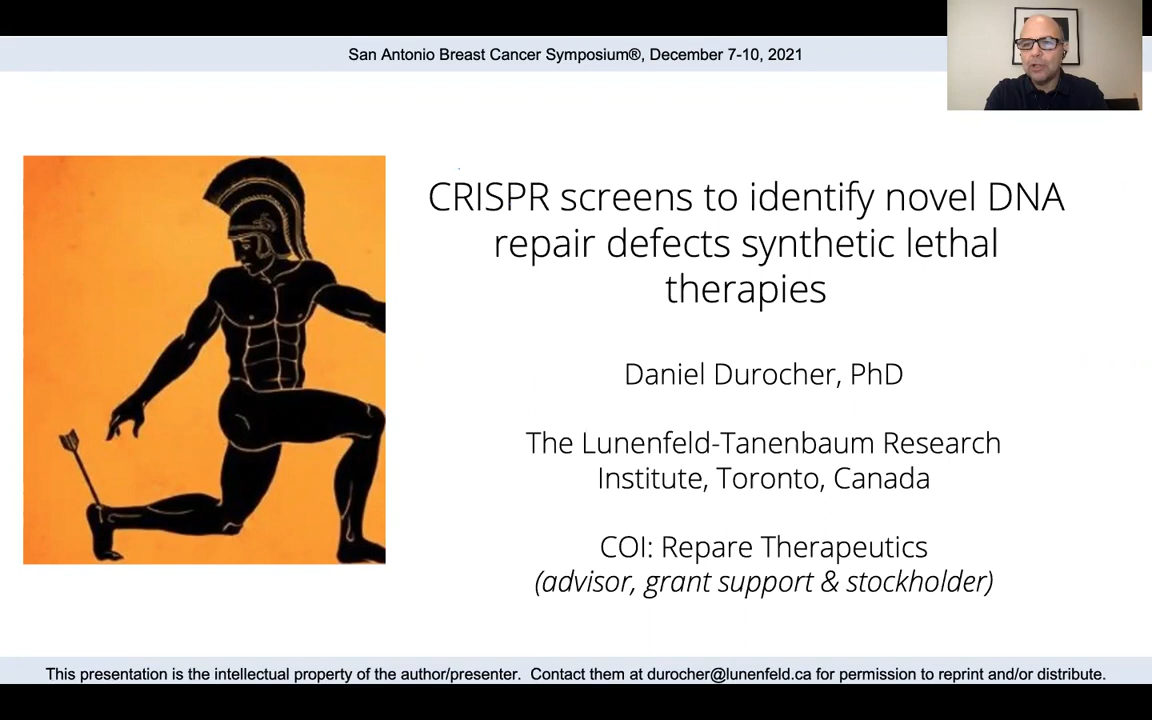 San Antonio Breast Cancer Symposium®, December 7-10, 2021
CRISPR screens to identify novel DNA
repair defects synthetic lethal
therapies
Daniel Durocher, PhD
The Lunenfeld-Tanenbaum Research
Institute, Toronto, Canada
COI: Repare Therapeutics
(advisor, grant support & stockholder)
This presentation is the intellectual property of the author/presenter. Contact them at durocher@lunenfeld.ca for permission to reprint and/or distribute.